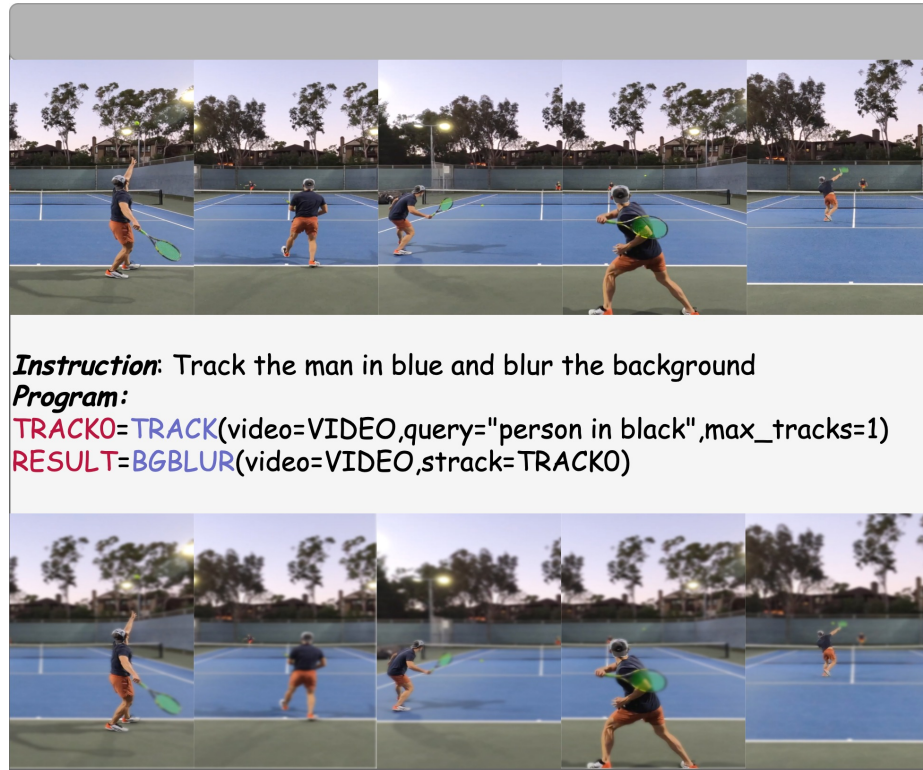 Instruction: Track the man in blue and blur the background
Program:
TRACK0=TRACK(video=VIDEO,query="person in black",max_tracks=1)
RESULT=BGBLUR(video=VIDEO,strack=TRACK0)